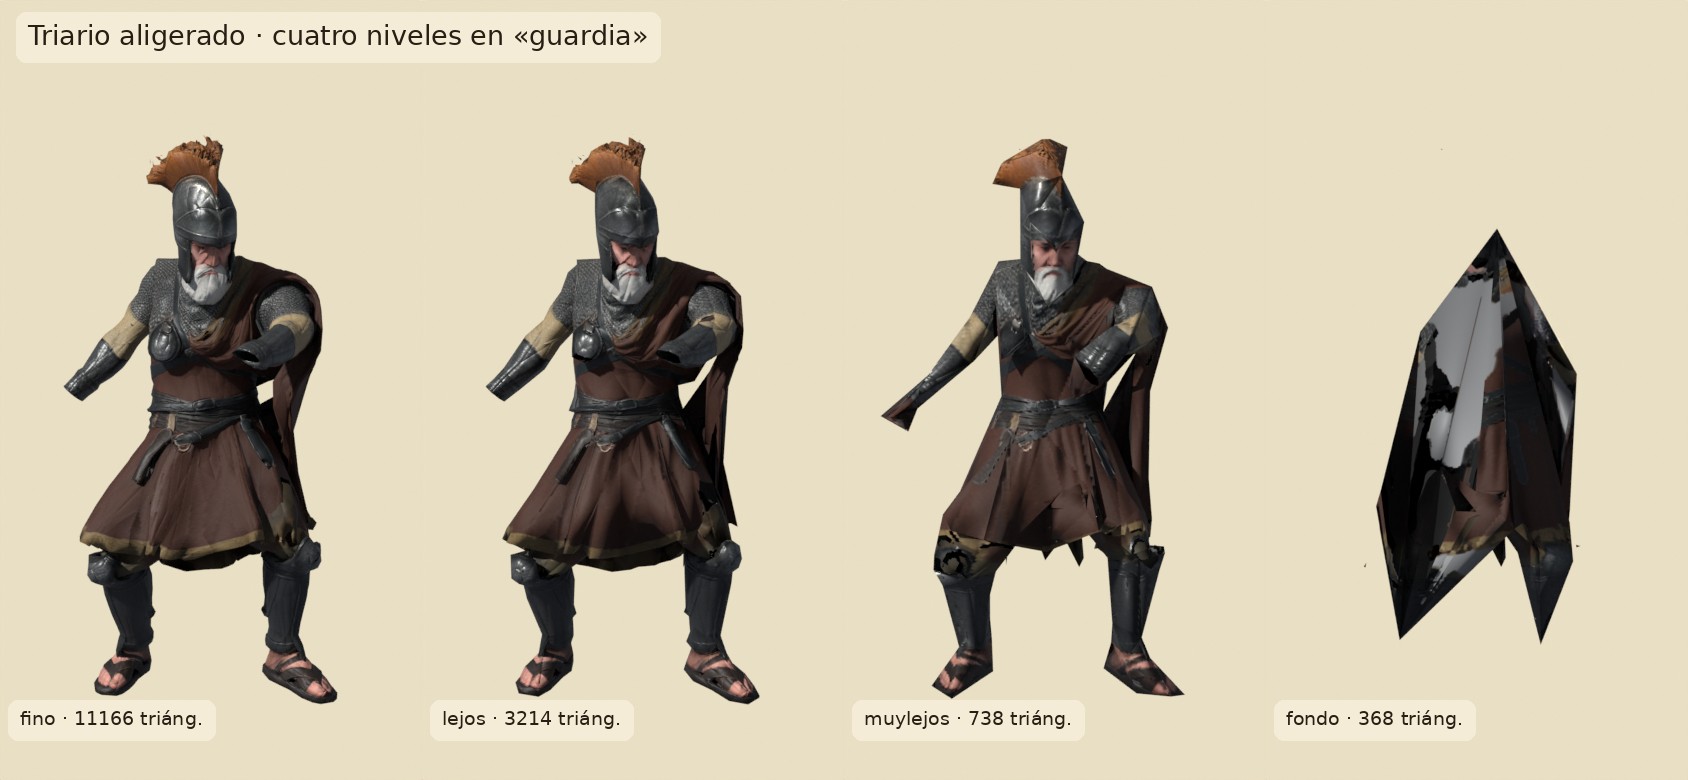 Triario aligerado · cuatro niveles en «guardia»
fino · 11166 triáng.
lejos · 3214 triáng.
muylejos · 738 triáng.
fondo · 368 triáng.